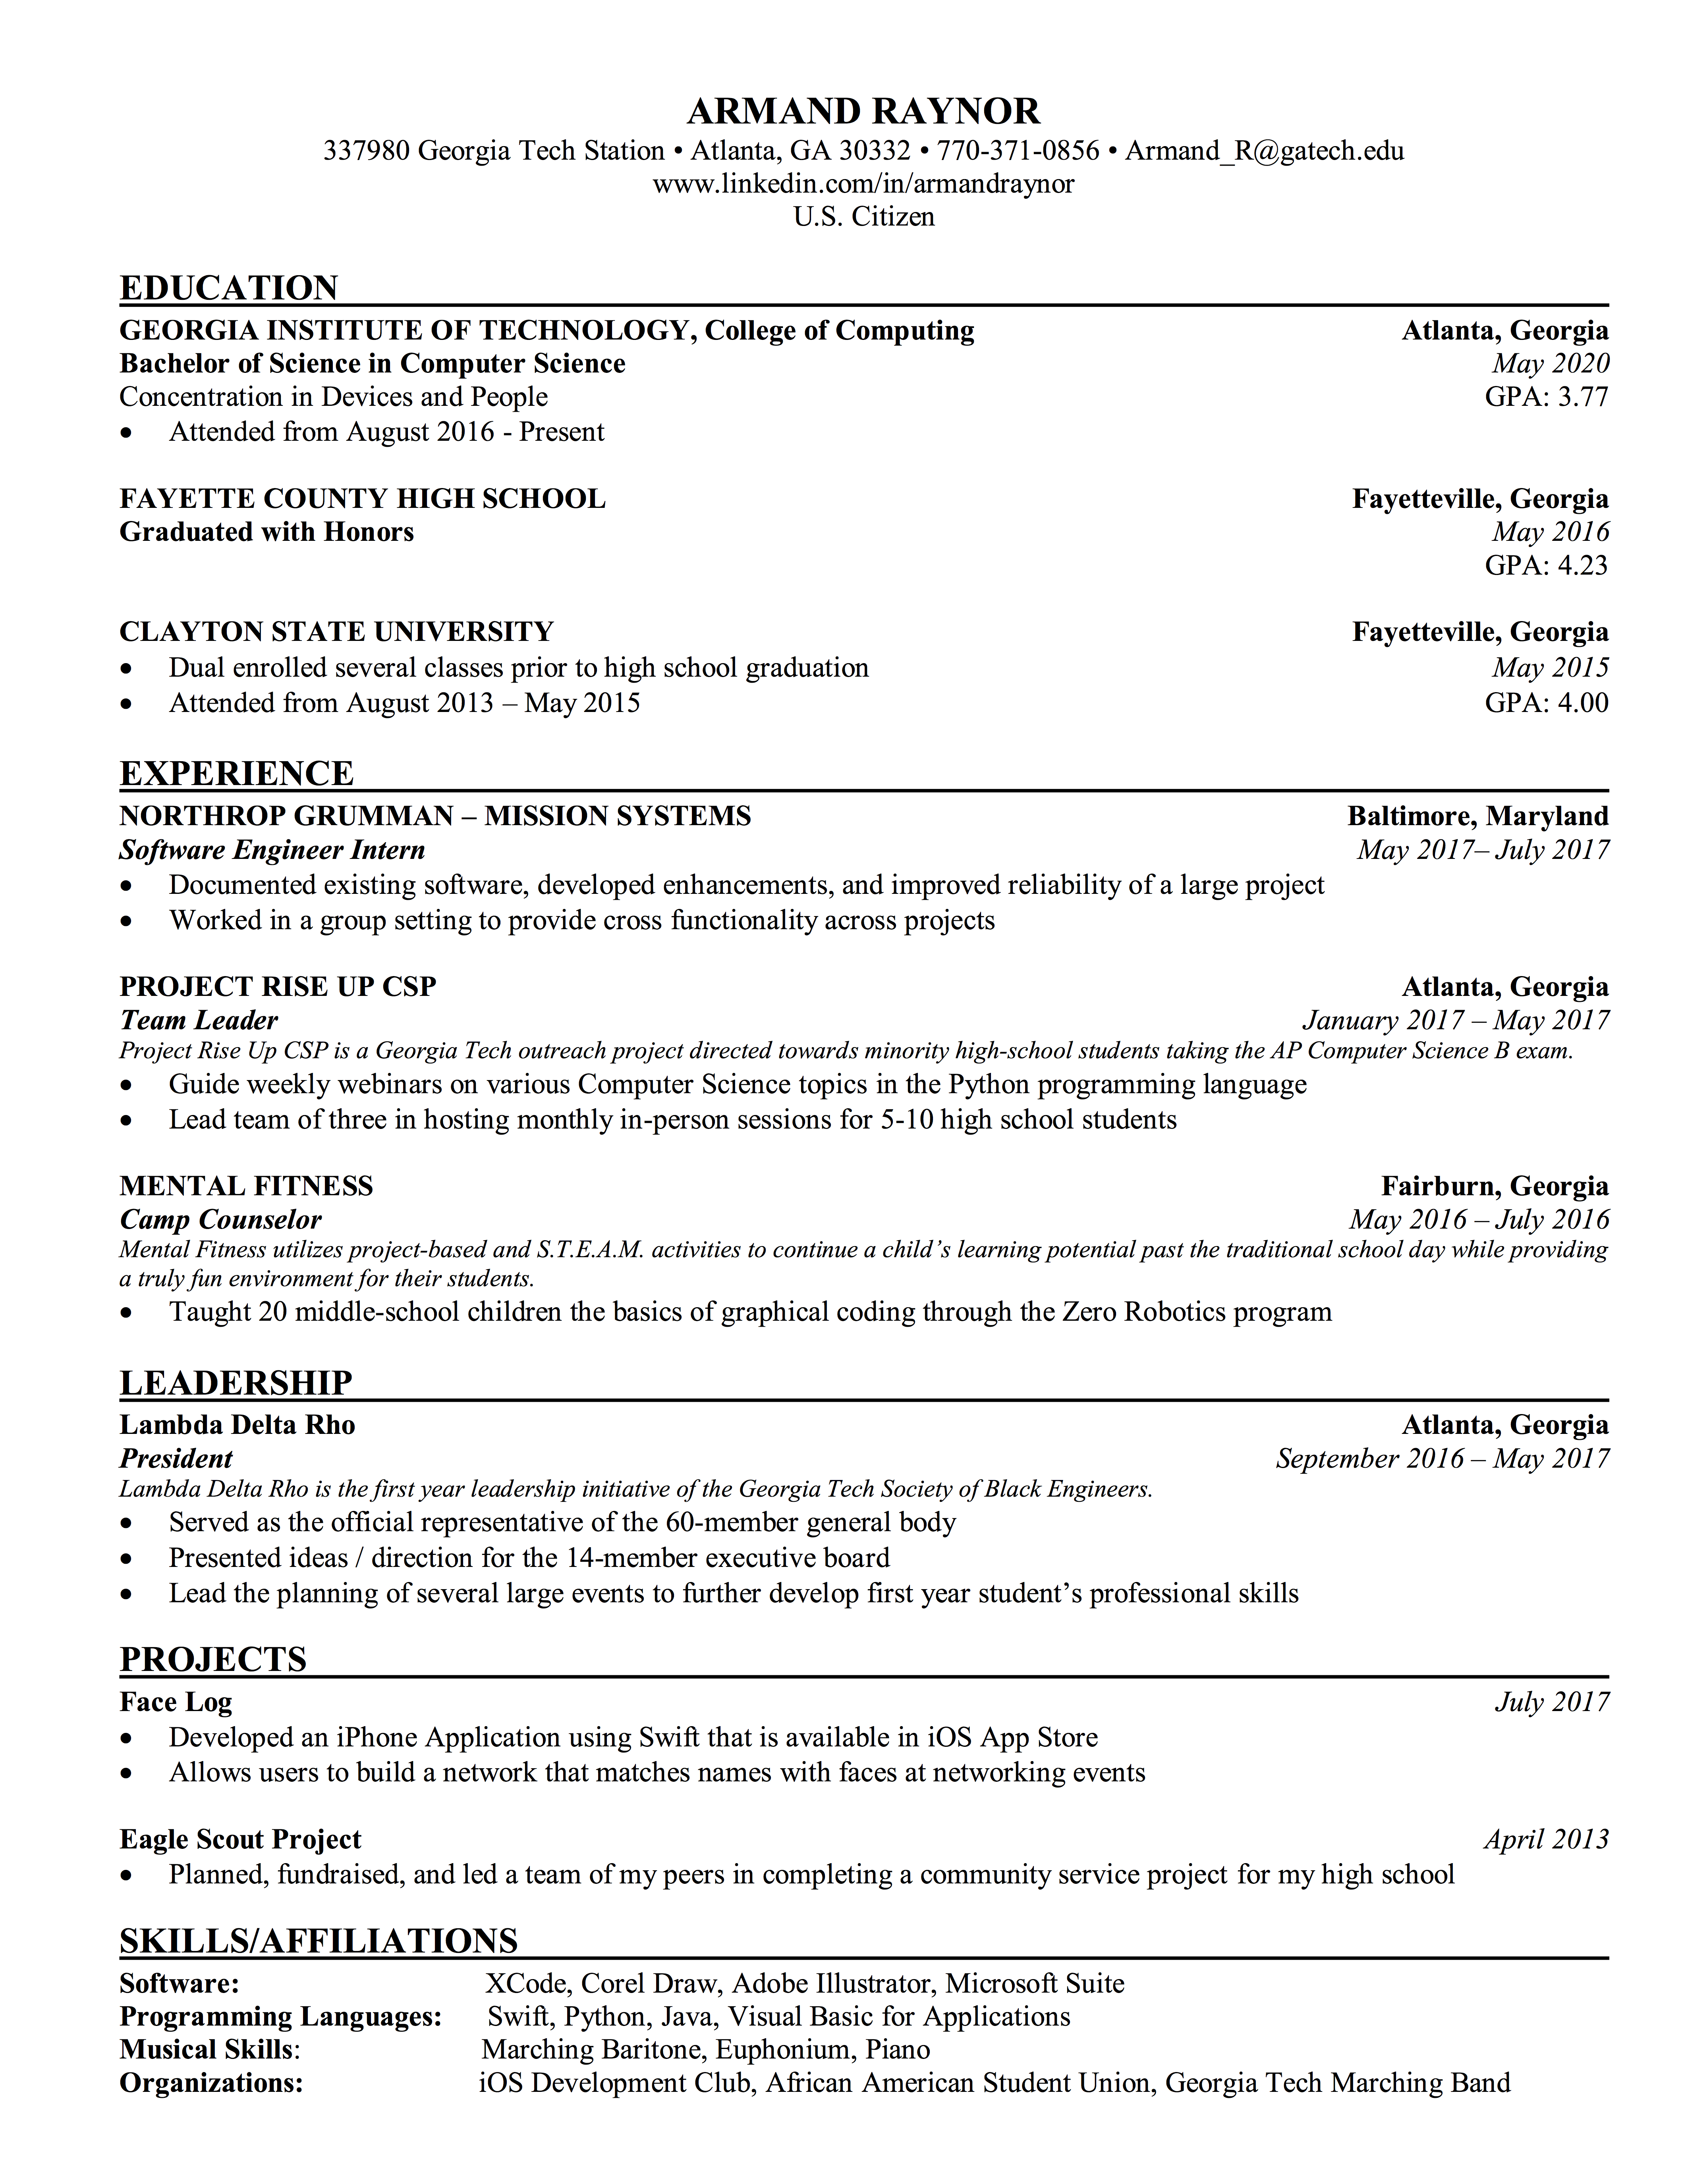 ARMAND RAYNOR
337980 Georgia Tech Station • Atlanta, GA 30332 • 770-371-0856 • Armand_R@gatech.edu
www.linkedin.com/in/armandraynor
U.S. Citizen
EDUCATION
GEORGIA INSTITUTE OF TECHNOLOGY, College of Computing Atlanta, Georgia
Bachelor of Science in Computer Science May 2020
Concentration in Devices and People GPA: 3.77
• Attended from August 2016 - Present
FAYETTE COUNTY HIGH SCHOOL Fayetteville, Georgia
Graduated with Honors May 2016
GPA: 4.23
CLAYTON STATE UNIVERSITY Fayetteville, Georgia
• Dual enrolled several classes prior to high school graduation May 2015
• Attended from August 2013 – May 2015 GPA: 4.00
EXPERIENCE
NORTHROP GRUMMAN – MISSION SYSTEMS Baltimore, Maryland
Software Engineer Intern May 2017– July 2017
• Documented existing software, developed enhancements, and improved reliability of a large project
• Worked in a group setting to provide cross functionality across projects
PROJECT RISE UP CSP Atlanta, Georgia
Team Leader January 2017 – May 2017
Project Rise Up CSP is a Georgia Tech outreach project directed towards minority high-school students taking the AP Computer Science B exam.
• Guide weekly webinars on various Computer Science topics in the Python programming language
• Lead team of three in hosting monthly in-person sessions for 5-10 high school students
MENTAL FITNESS Fairburn, Georgia
Camp Counselor May 2016 – July 2016
Mental Fitness utilizes project-based and S.T.E.A.M. activities to continue a child’s learning potential past the traditional school day while providing
a truly fun environment for their students.
• Taught 20 middle-school children the basics of graphical coding through the Zero Robotics program
LEADERSHIP
Lambda Delta Rho Atlanta, Georgia
President September 2016 – May 2017
Lambda Delta Rho is the first year leadership initiative of the Georgia Tech Society of Black Engineers.
• Served as the official representative of the 60-member general body
• Presented ideas / direction for the 14-member executive board
• Lead the planning of several large events to further develop first year student’s professional skills
PROJECTS
Face Log July 2017
• Developed an iPhone Application using Swift that is available in iOS App Store
• Allows users to build a network that matches names with faces at networking events
Eagle Scout Project April 2013
• Planned, fundraised, and led a team of my peers in completing a community service project for my high school
SKILLS/AFFILIATIONS
Software: XCode, Corel Draw, Adobe Illustrator, Microsoft Suite
Programming Languages: Swift, Python, Java, Visual Basic for Applications
Musical Skills: Marching Baritone, Euphonium, Piano
Organizations: iOS Development Club, African American Student Union, Georgia Tech Marching Band